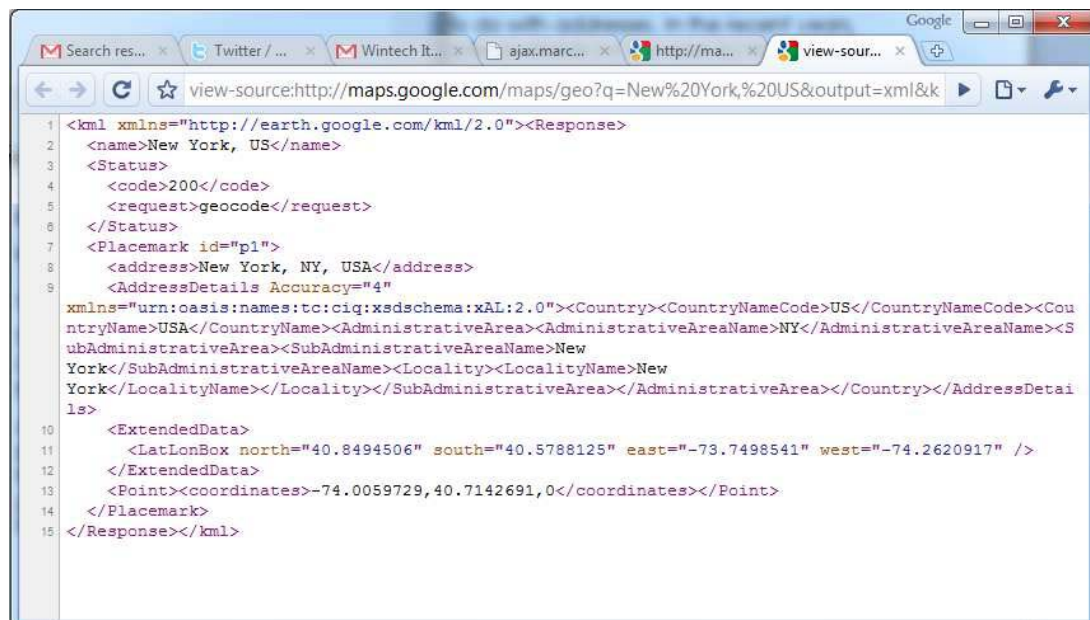 Google
Search res... Twitter / ... Wintech It... ajax.marc... http://ma... view-sour...
view-source:http://maps.google.com/maps/geo?q=New%20York,%20US&output=xml&k
1 <kml xmlns="http://earth.google.com/kml/2.0"><Response>
2 <name>New York, US</name>
3 <Status>
4 <code>200</code>
5 <request>geocode</request>
6 </Status>
7 <Placemark id="p1">
8 <address>New York, NY, USA</address>
9 <AddressDetails Accuracy="4"
xmlns="urn:oasis:names:tc:ciq:xsdschema:xAL:2.0"><Country><CountryNameCode>US</CountryNameCode><Cou
ntryName>USA</CountryName><AdministrativeArea><AdministrativeAreaName>NY</AdministrativeAreaName><S
ubAdministrativeArea><SubAdministrativeAreaName>New
York</SubAdministrativeAreaName><Locality><LocalityName>New
York</LocalityName></Locality></SubAdministrativeArea></AdministrativeArea></Country></AddressDetai
ls>
10 <ExtendedData>
11 <LatLonBox north="40.8494506" south="40.5788125" east="-73.7498541" west="-74.2620917" />
12 </ExtendedData>
13 <Point><coordinates>-74.0059729,40.7142691,0</coordinates></Point>
14 </Placemark>
15 </Response></kml>